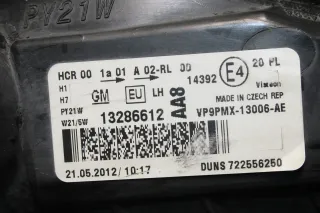 PY21W
HCR 00 1a 01 A 02-RL 00
14392 E4 20 PL
H1
H7 GM EU LH AA8
PY21W
W21/5W 13286612
Visteon
MADE IN CZECH REP
VP9PMX-13006-AE
21.05.2012/ 10:17
DUNS 722556250